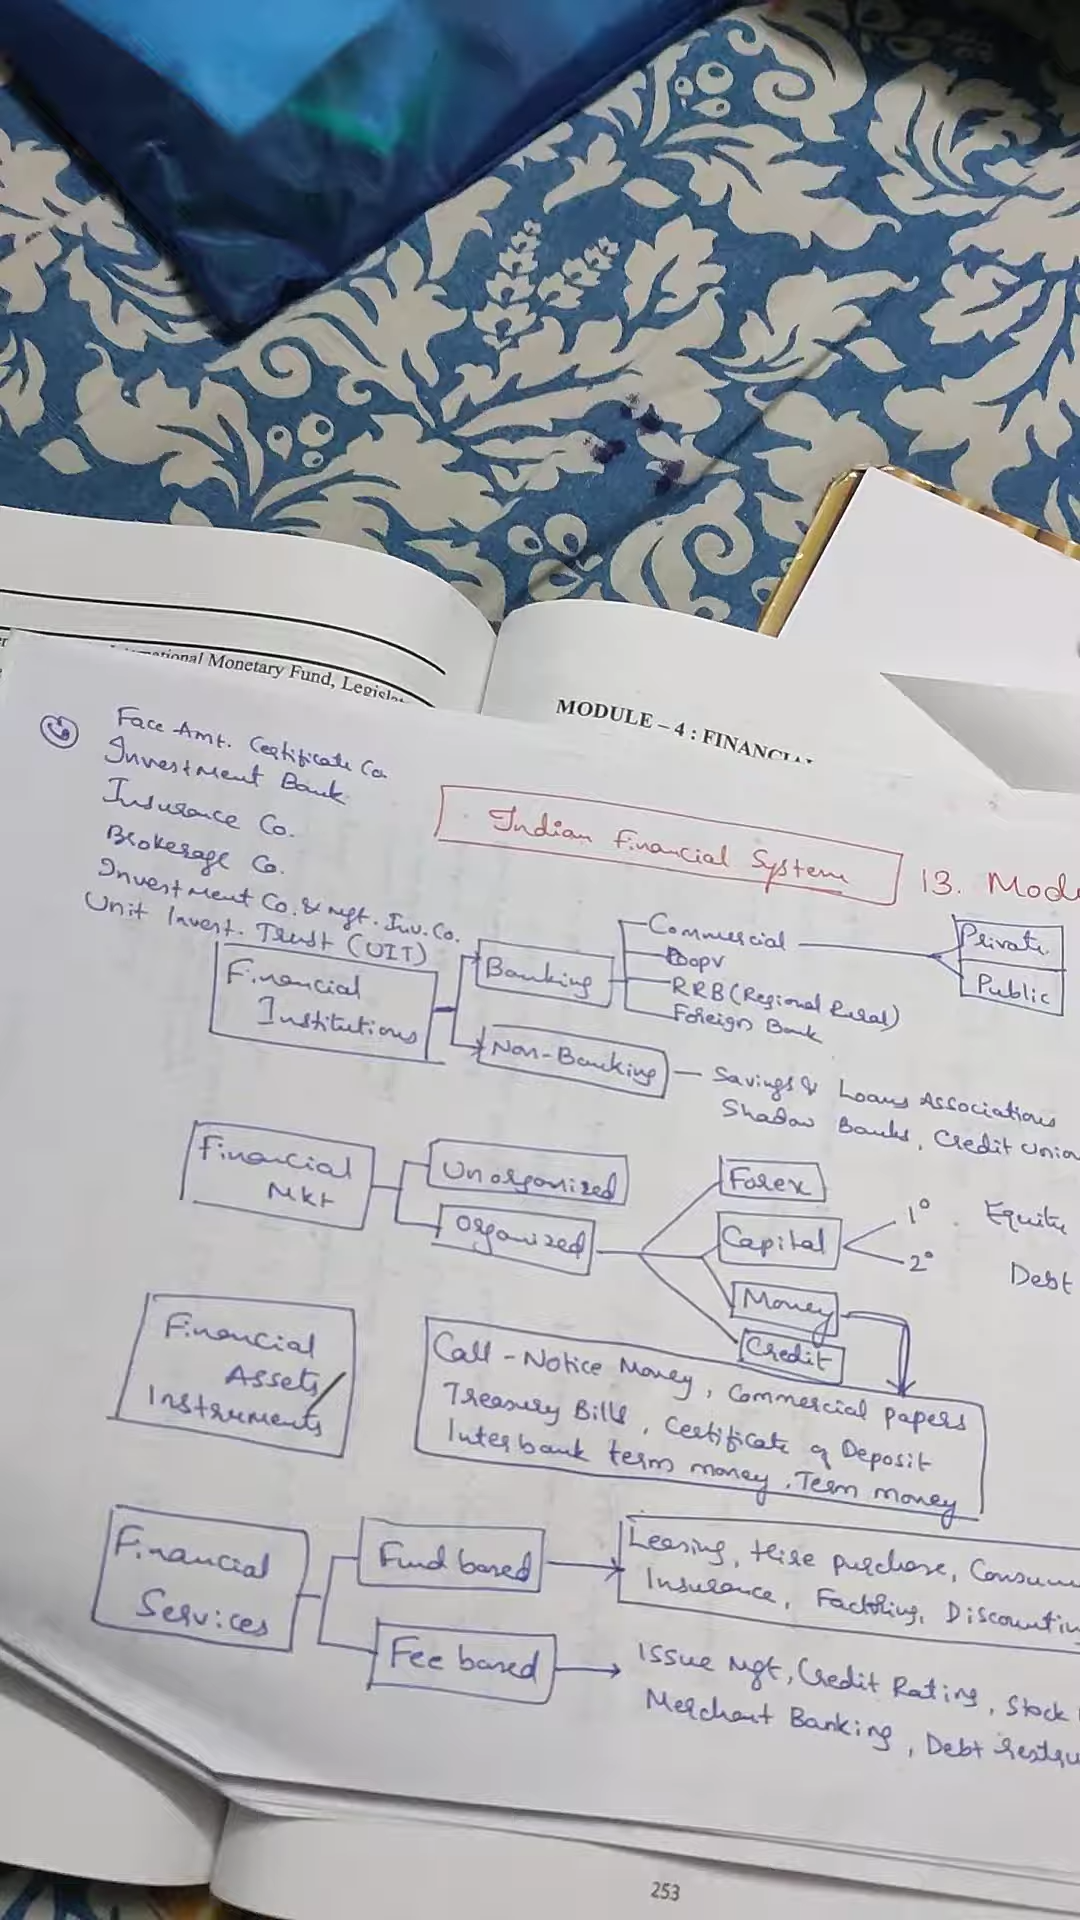 International Monetary Fund, Legisla
MODULE – 4 : FINANCIA
Face-Amt. Certificate Co.
Investment Bank
Insurance Co.
Brokerage Co.
Investment Co. & Mgt. Inv. Co.
Unit Invest. Trust (UIT)
Indian Financial System
13. Modu
Financial
Institutions
Banking
Commercial
Private
Public
RRB (Regional Rural)
Foreign Bank
Non-Banking
Savings & Loans Associations
Shadow Banks, Credit Union
Financial
Mkt
Unorganized
Organized
Forex
Capital
1° Equity
2° Debt
Money
Credit
Financial
Assets/
Instruments
Call-Notice Money, Commercial papers
Treasury Bills, Certificate of Deposit
Interbank term money, Term money
Financial
Services
Fund based
Leasing, Hire purchase, Consum
Insurance, Factoring, Discountin
Fee based
Issue Mgt, Credit Rating, Stock
Merchant Banking, Debt restru
253